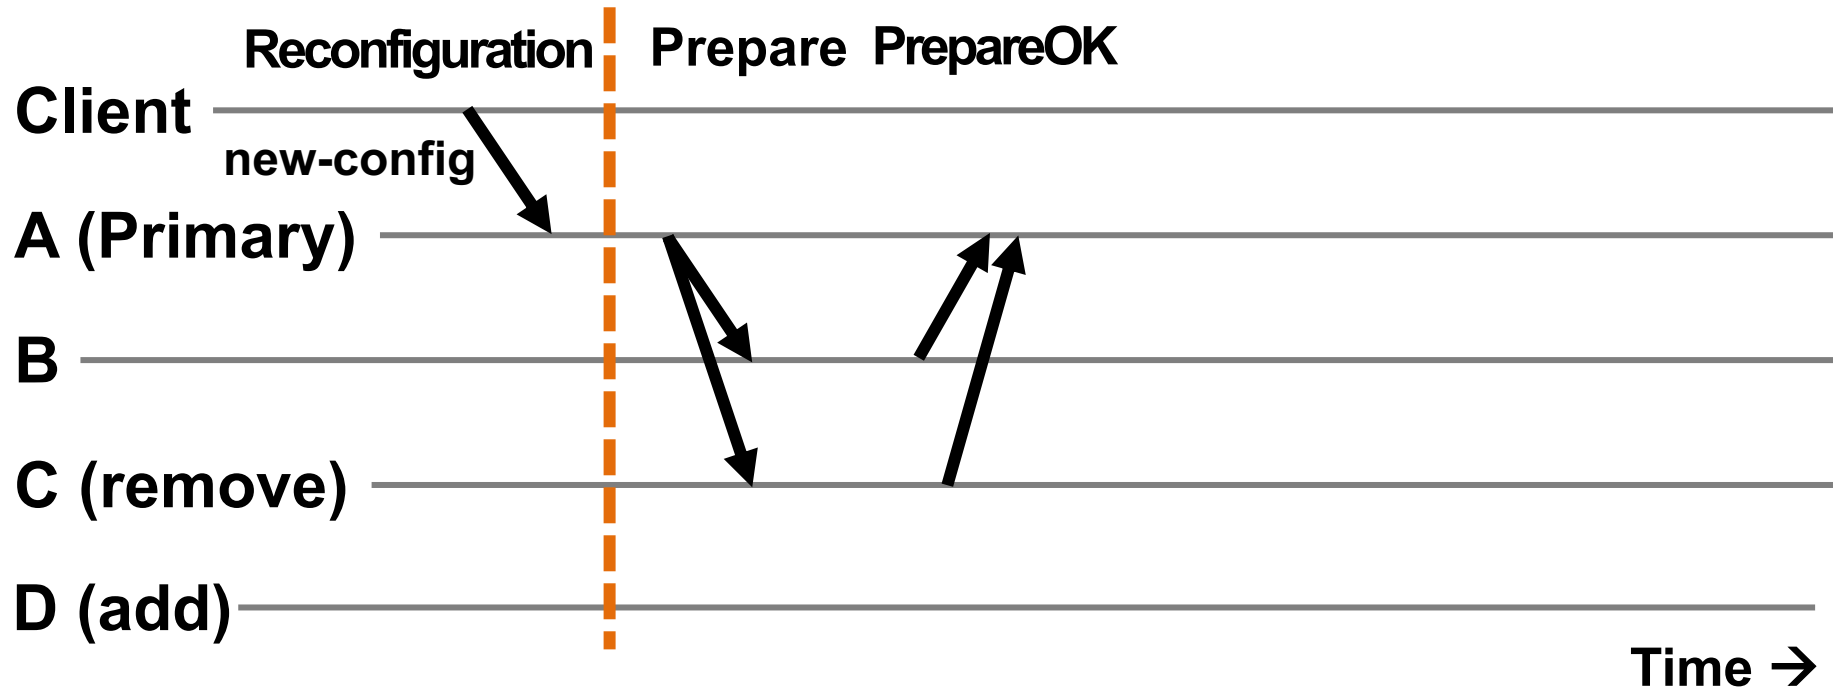 Reconfiguration Prepare PrepareOK
Client
new-config
A (Primary)
B
C (remove)
D (add)
Time →